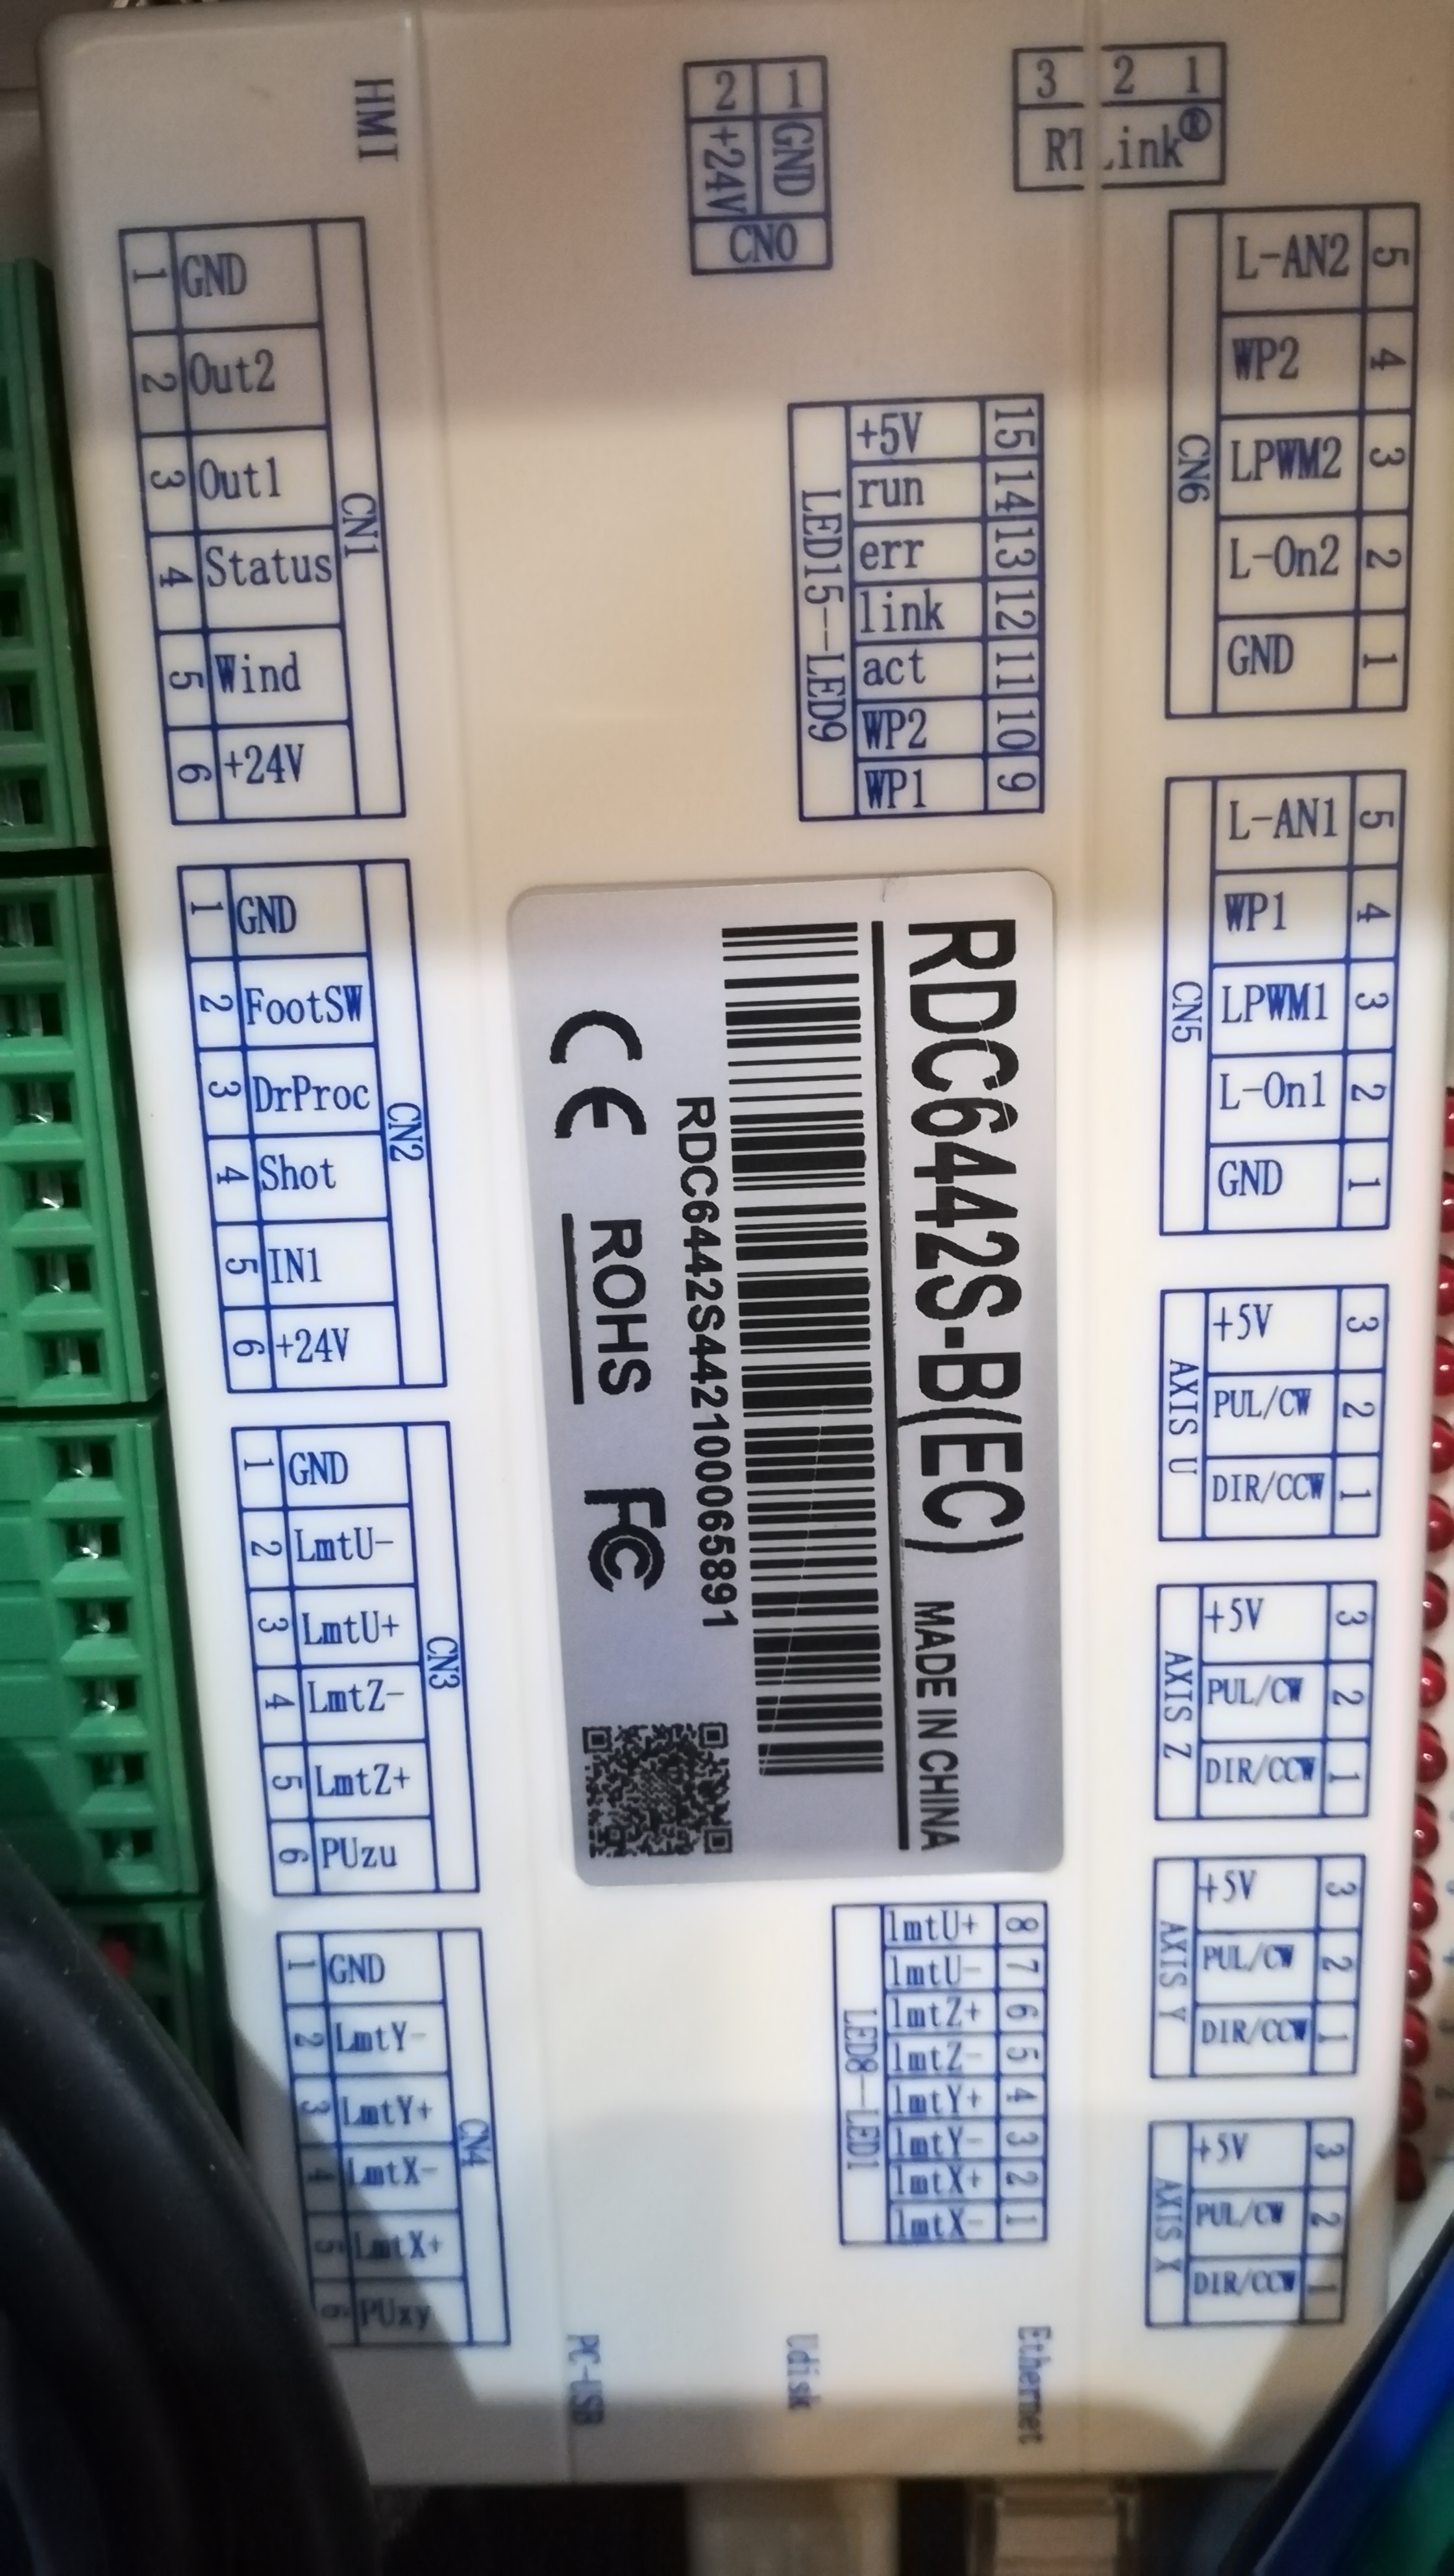 HMI
2 1
+24V GND
CN0
3 2 1
RTLink®
CN1
1 GND
2 Out2
3 Out1
4 Status
5 Wind
6 +24V
CN2
1 GND
2 FootSW
3 DrProc
4 Shot
5 IN1
6 +24V
CN3
1 GND
2 LmtU-
3 LmtU+
4 LmtZ-
5 LmtZ+
6 PUzu
CN4
1 GND
2 LmtY-
3 LmtY+
4 LmtX-
5 LmtX+
6 PUxy
LED15--LED9
+5V 15
run 14
err 13
link 12
act 11
WP2 10
WP1 9
RDC6442S-B(EC) MADE IN CHINA
RDC6442S44210065891
CE ROHS FC
LED8--LED1
lmtU+ 8
lmtU- 7
lmtZ+ 6
lmtZ- 5
lmtY+ 4
lmtY- 3
lmtX+ 2
lmtX- 1
CN6
L-AN2 5
WP2 4
LPWM2 3
L-On2 2
GND 1
CN5
L-AN1 5
WP1 4
LPWM1 3
L-On1 2
GND 1
AXIS U
+5V 3
PUL/CW 2
DIR/CCW 1
AXIS Z
+5V 3
PUL/CW 2
DIR/CCW 1
AXIS Y
+5V 3
PUL/CW 2
DIR/CCW 1
AXIS X
+5V 3
PUL/CW 2
DIR/CCW 1
PC-USB
Udisk
Ethernet